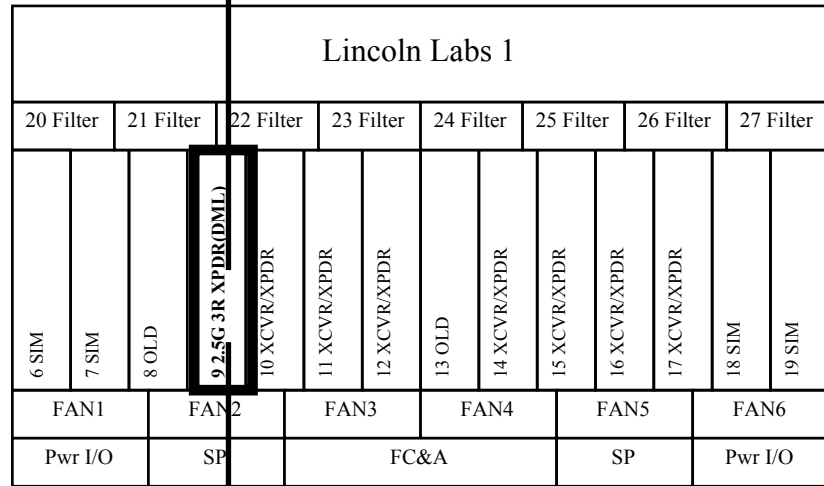 Lincoln Labs 1
20 Filter 21 Filter 22 Filter 23 Filter 24 Filter 25 Filter 26 Filter 27 Filter
6 SIM
7 SIM
8 OLD
9 2.5G 3R XPDR(DML)
10 XCVR/XPDR
11 XCVR/XPDR
12 XCVR/XPDR
13 OLD
14 XCVR/XPDR
15 XCVR/XPDR
16 XCVR/XPDR
17 XCVR/XPDR
18 SIM
19 SIM
FAN1 FAN2 FAN3 FAN4 FAN5 FAN6
Pwr I/O SP FC&A SP Pwr I/O